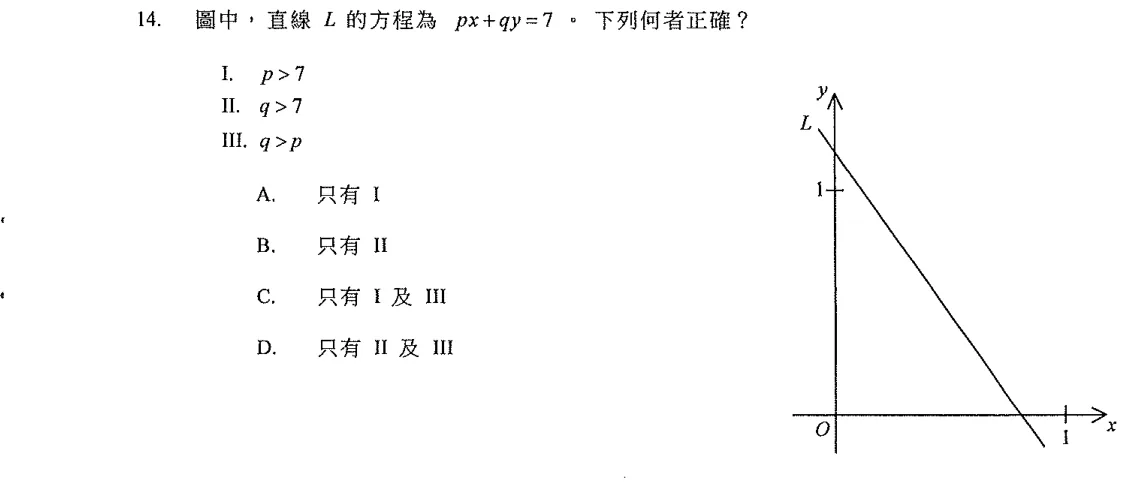 14. 圖中，直線 L 的方程為 px+qy=7 。 下列何者正確？
I. p>7
II. q>7
III. q>p
A. 只有 I
B. 只有 II
C. 只有 I 及 III
D. 只有 II 及 III
y
L
1
O
1
x